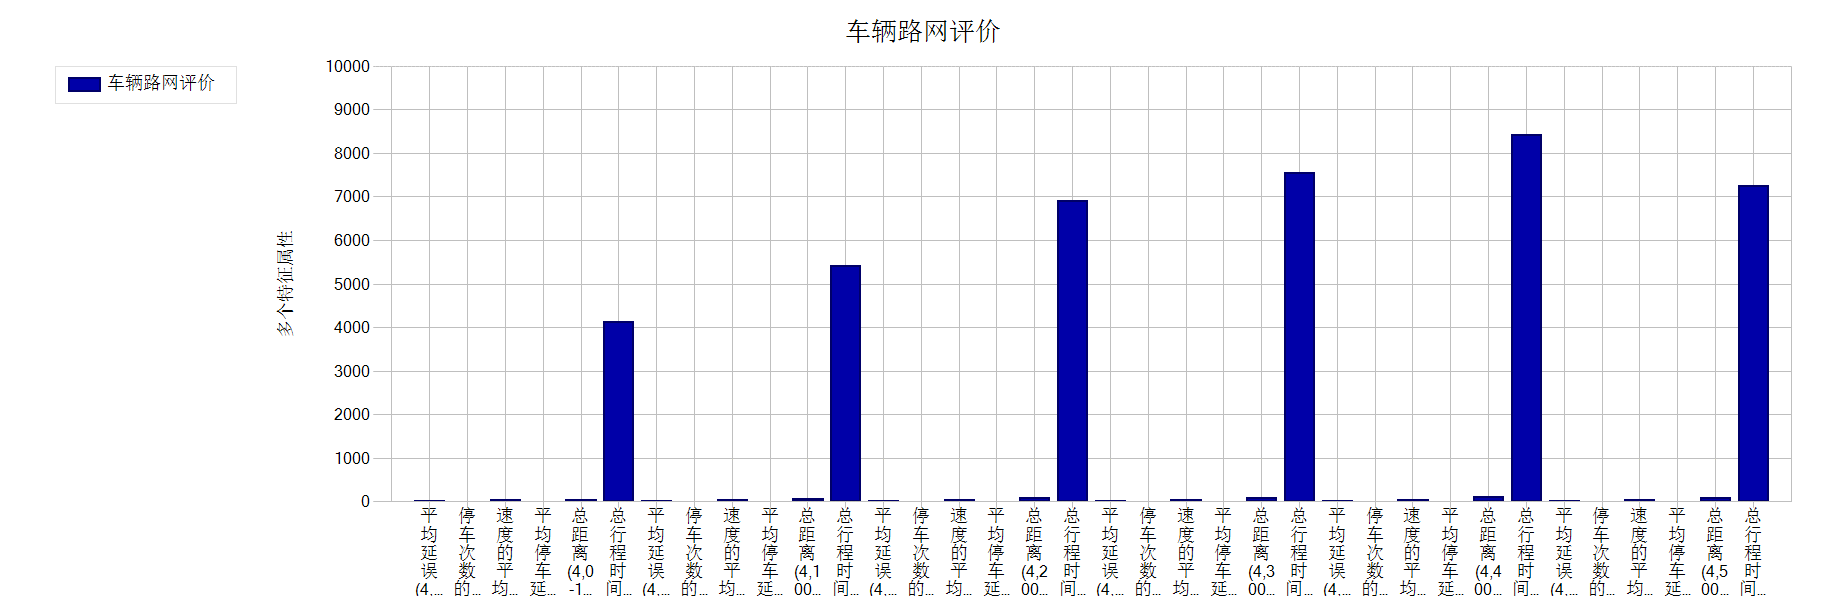 车辆路网评价
车辆路网评价
多个特征属性
10000
9000
8000
7000
6000
5000
4000
3000
2000
1000
0
平均延误(4,...
停车次数的...
速度的平均...
平均停车延...
总距离(4,0-1...
总行程时间...
平均延误(4,...
停车次数的...
速度的平均...
平均停车延...
总距离(4,100...
总行程时间...
平均延误(4,...
停车次数的...
速度的平均...
平均停车延...
总距离(4,200...
总行程时间...
平均延误(4,...
停车次数的...
速度的平均...
平均停车延...
总距离(4,300...
总行程时间...
平均延误(4,...
停车次数的...
速度的平均...
平均停车延...
总距离(4,400...
总行程时间...
平均延误(4,...
停车次数的...
速度的平均...
平均停车延...
总距离(4,500...
总行程时间...